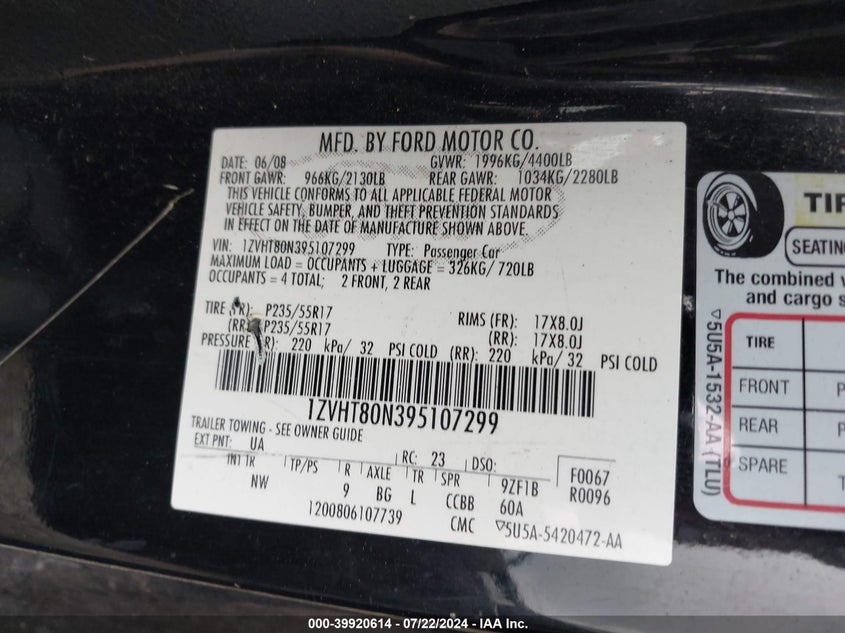 MFD. BY FORD MOTOR CO.
DATE: 06/08 GVWR: 1996KG/4400LB
FRONT GAWR: 966KG/2130LB REAR GAWR: 1034KG/2280LB
THIS VEHICLE CONFORMS TO ALL APPLICABLE FEDERAL MOTOR
VEHICLE SAFETY, BUMPER, AND THEFT PREVENTION STANDARDS
IN EFFECT ON THE DATE OF MANUFACTURE SHOWN ABOVE.
VIN: 1ZVHT80N395107299 TYPE: Passenger Car
MAXIMUM LOAD = OCCUPANTS + LUGGAGE = 326KG/ 720LB
OCCUPANTS = 4 TOTAL; 2 FRONT, 2 REAR
TIRE R): P235/55R17 RIMS (FR): 17X8.0J
(RR P235/55R17 (RR): 17X8.0J
PRESSURE R): 220 kPa/ 32 PSI COLD (RR): 220 kPa/ 32 PSI COLD
1ZVHT80N395107299
TRAILER TOWING - SEE OWNER GUIDE
EXT PNT: UA RC: 23 DSO:
INT TR TP/PS R AXLE TR SPR 9ZF1B F0067
NW 9 BG L CCBB 60A R0096
1200806107739 CMC ▽5U5A-5420472-AA
TIR
SEATING
The combined
and cargo s
TIRE
FRONT P
REAR P
SPARE T
▽5U5A-1532-AA (TLU)
000-39920614 - 07/22/2024 - IAA Inc.